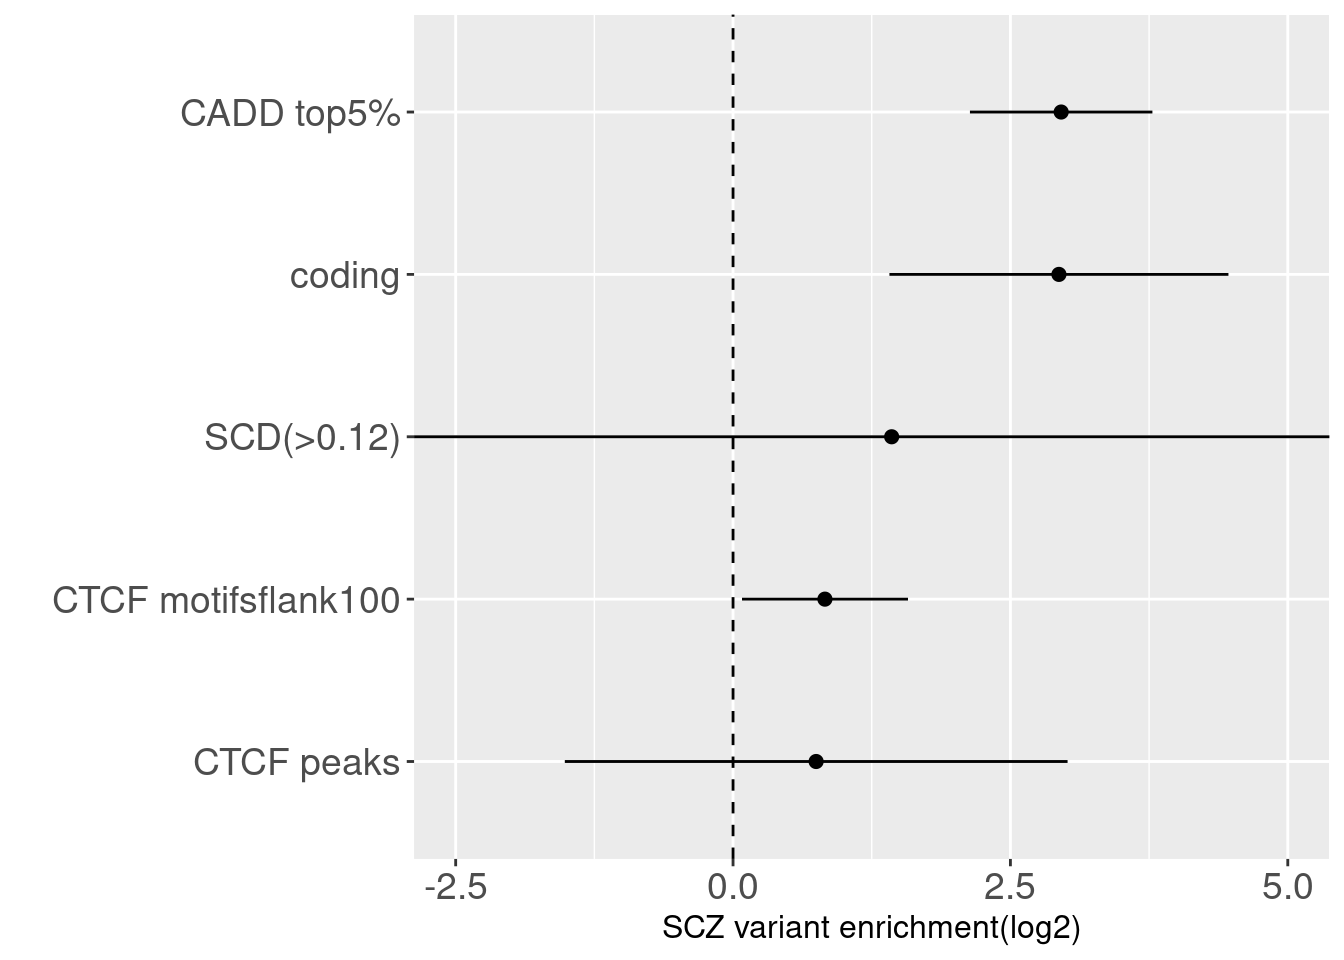 CADD top5%
coding
SCD(>0.12)
CTCF motifsflank100
CTCF peaks
-2.5 0.0 2.5 5.0
SCZ variant enrichment(log2)